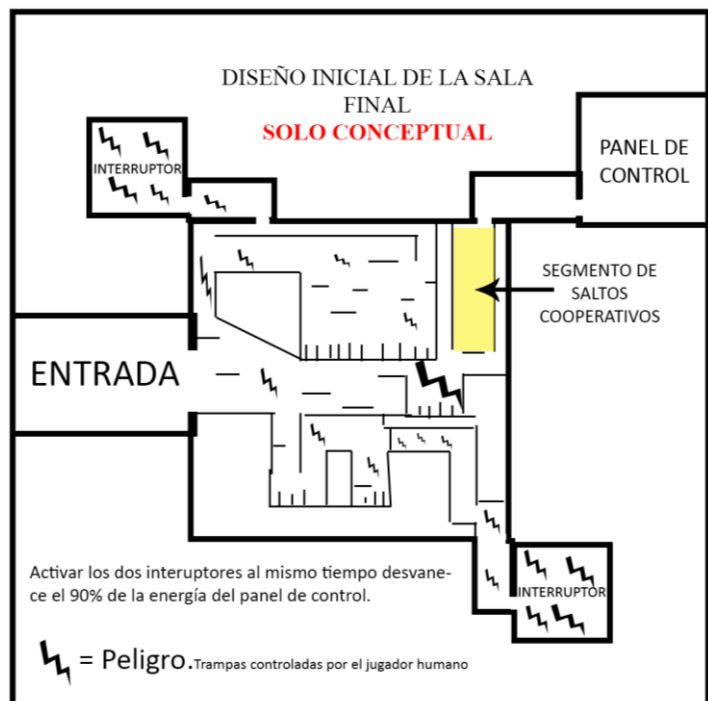 DISEÑO INICIAL DE LA SALA
FINAL
SOLO CONCEPTUAL
INTERRUPTOR
PANEL DE
CONTROL
SEGMENTO DE
SALTOS
COOPERATIVOS
ENTRADA
Activar los dos interuptores al mismo tiempo desvane-
ce el 90% de la energía del panel de control.
INTERRUPTOR
= Peligro.Trampas controladas por el jugador humano